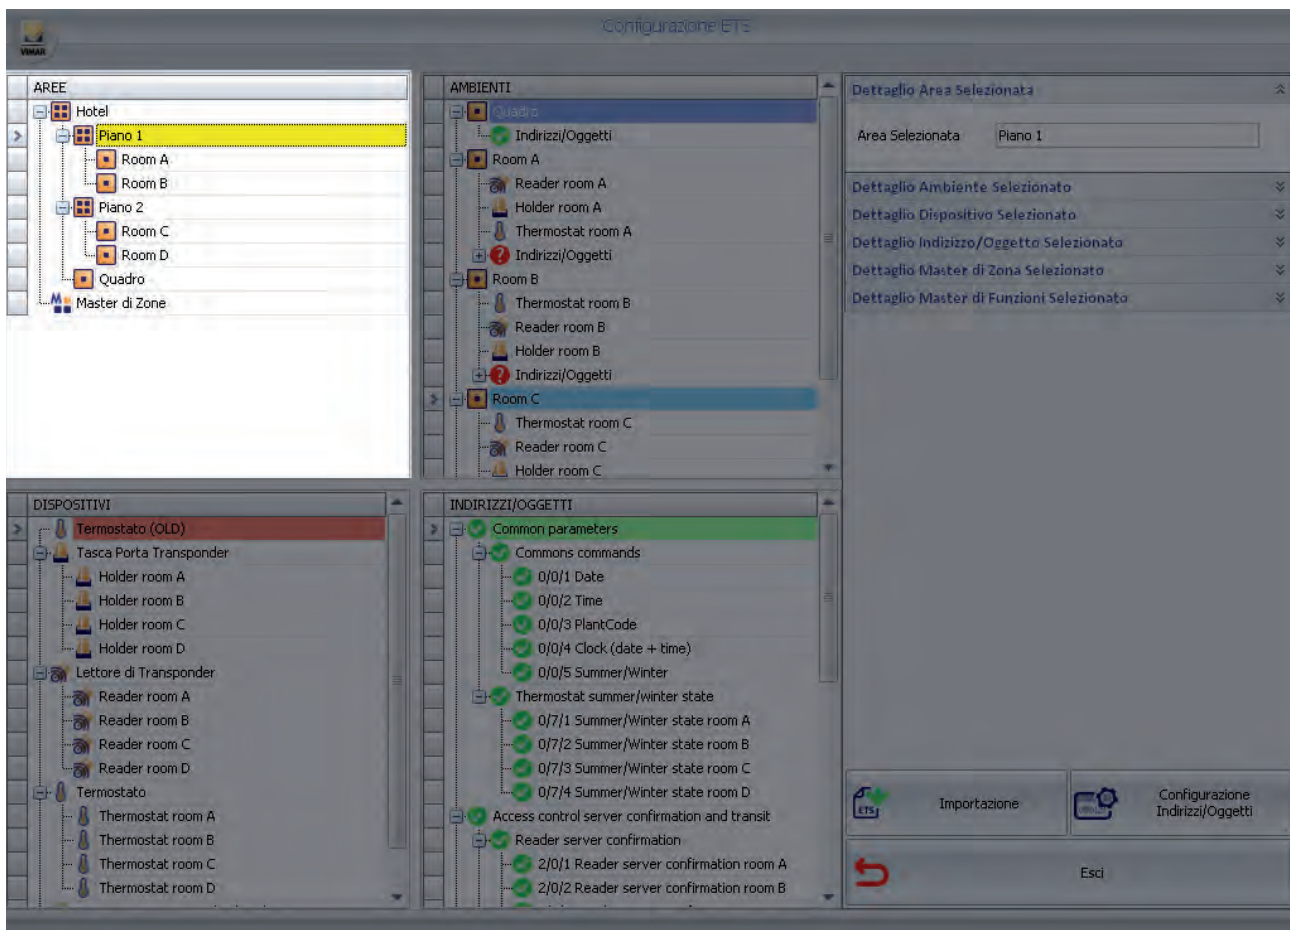 Configurazione ETS
VIMAR
AREE
Hotel
Piano 1
Room A
Room B
Piano 2
Room C
Room D
Quadro
Master di Zone
AMBIENTI
Quadro
Indirizzi/Oggetti
Room A
Reader room A
Holder room A
Thermostat room A
Indirizzi/Oggetti
Room B
Thermostat room B
Reader room B
Holder room B
Indirizzi/Oggetti
Room C
Thermostat room C
Reader room C
Holder room C
Dettaglio Area Selezionata
Area Selezionata Piano 1
Dettaglio Ambiente Selezionato
Dettaglio Dispositivo Selezionato
Dettaglio Indizizzo/Oggetto Selezionato
Dettaglio Master di Zona Selezionato
Dettaglio Master di Funzioni Selezionato
DISPOSITIVI
Termostato (OLD)
Tasca Porta Transponder
Holder room A
Holder room B
Holder room C
Holder room D
Lettore di Transponder
Reader room A
Reader room B
Reader room C
Reader room D
Termostato
Thermostat room A
Thermostat room B
Thermostat room C
Thermostat room D
INDIRIZZI/OGGETTI
Common parameters
Commons commands
0/0/1 Date
0/0/2 Time
0/0/3 PlantCode
0/0/4 Clock (date + time)
0/0/5 Summer/Winter
Thermostat summer/winter state
0/7/1 Summer/Winter state room A
0/7/2 Summer/Winter state room B
0/7/3 Summer/Winter state room C
0/7/4 Summer/Winter state room D
Access control server confirmation and transit
Reader server confirmation
2/0/1 Reader server confirmation room A
2/0/2 Reader server confirmation room B
ETS
Importazione
Configurazione
Indirizzi/Oggetti
Esci